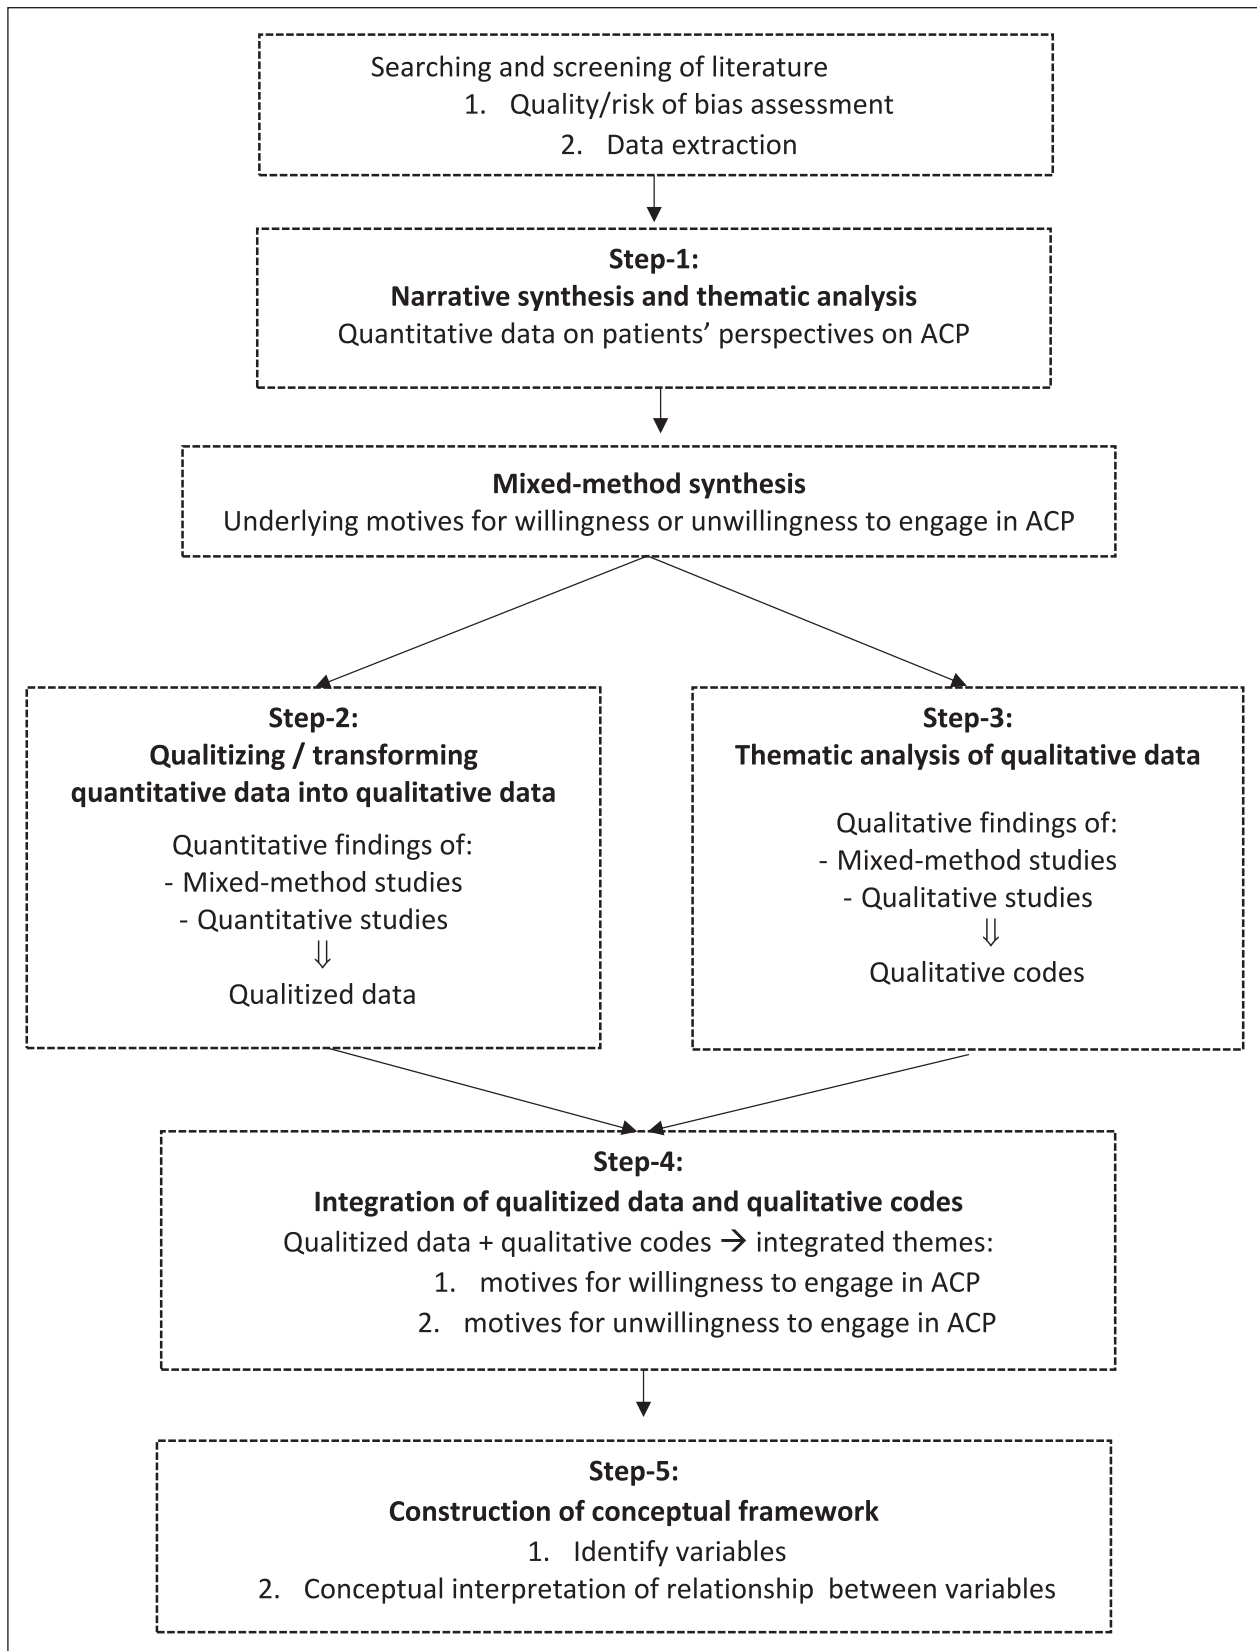 Searching and screening of literature
1. Quality/risk of bias assessment
2. Data extraction
Step-1:
Narrative synthesis and thematic analysis
Quantitative data on patients’ perspectives on ACP
Mixed-method synthesis
Underlying motives for willingness or unwillingness to engage in ACP
Step-2:
Qualitizing / transforming
quantitative data into qualitative data
Quantitative findings of:
- Mixed-method studies
- Quantitative studies
⇓
Qualitized data
Step-3:
Thematic analysis of qualitative data
Qualitative findings of:
- Mixed-method studies
- Qualitative studies
⇓
Qualitative codes
Step-4:
Integration of qualitized data and qualitative codes
Qualitized data + qualitative codes → integrated themes:
1. motives for willingness to engage in ACP
2. motives for unwillingness to engage in ACP
Step-5:
Construction of conceptual framework
1. Identify variables
2. Conceptual interpretation of relationship between variables